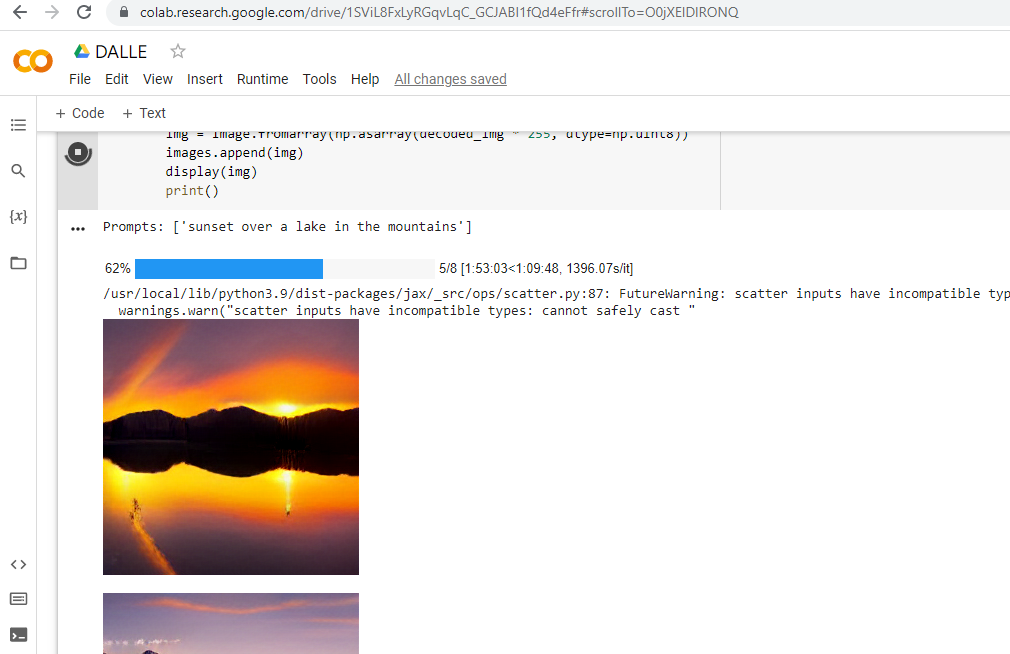 colab.research.google.com/drive/1SViL8FxLyRGqvLqC_GCJABI1fQd4eFfr#scrollTo=O0jXEIDIRONQ
DALLE
File Edit View Insert Runtime Tools Help All changes saved
+ Code + Text
img = Image.fromarray(np.asarray(decoded_img * 255, dtype=np.uint8))
images.append(img)
display(img)
print()
{x}
Prompts: ['sunset over a lake in the mountains']
62% 5/8 [1:53:03<1:09:48, 1396.07s/it]
/usr/local/lib/python3.9/dist-packages/jax/_src/ops/scatter.py:87: FutureWarning: scatter inputs have incompatible typ
warnings.warn("scatter inputs have incompatible types: cannot safely cast "